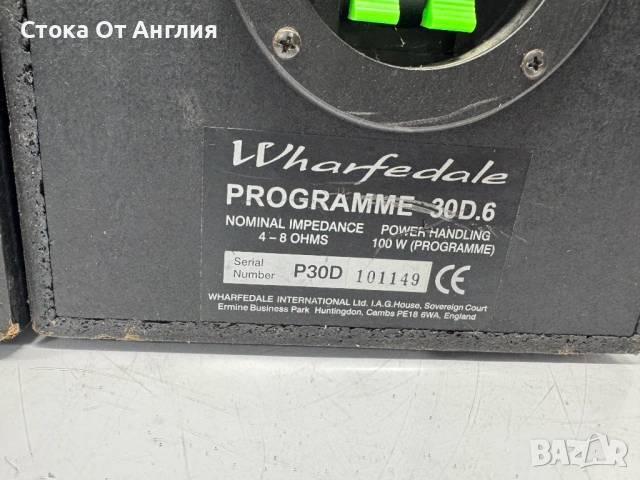 Стока От Англия
Wharfedale
PROGRAMME 30D.6
NOMINAL IMPEDANCE POWER HANDLING
4 – 8 OHMS 100 W (PROGRAMME)
Serial
Number P30D 101149 CE
WHARFEDALE INTERNATIONAL Ltd. I.A.G.House, Sovereign Court
Ermine Business Park Huntingdon, Cambs PE18 6WA, England
BAZAR